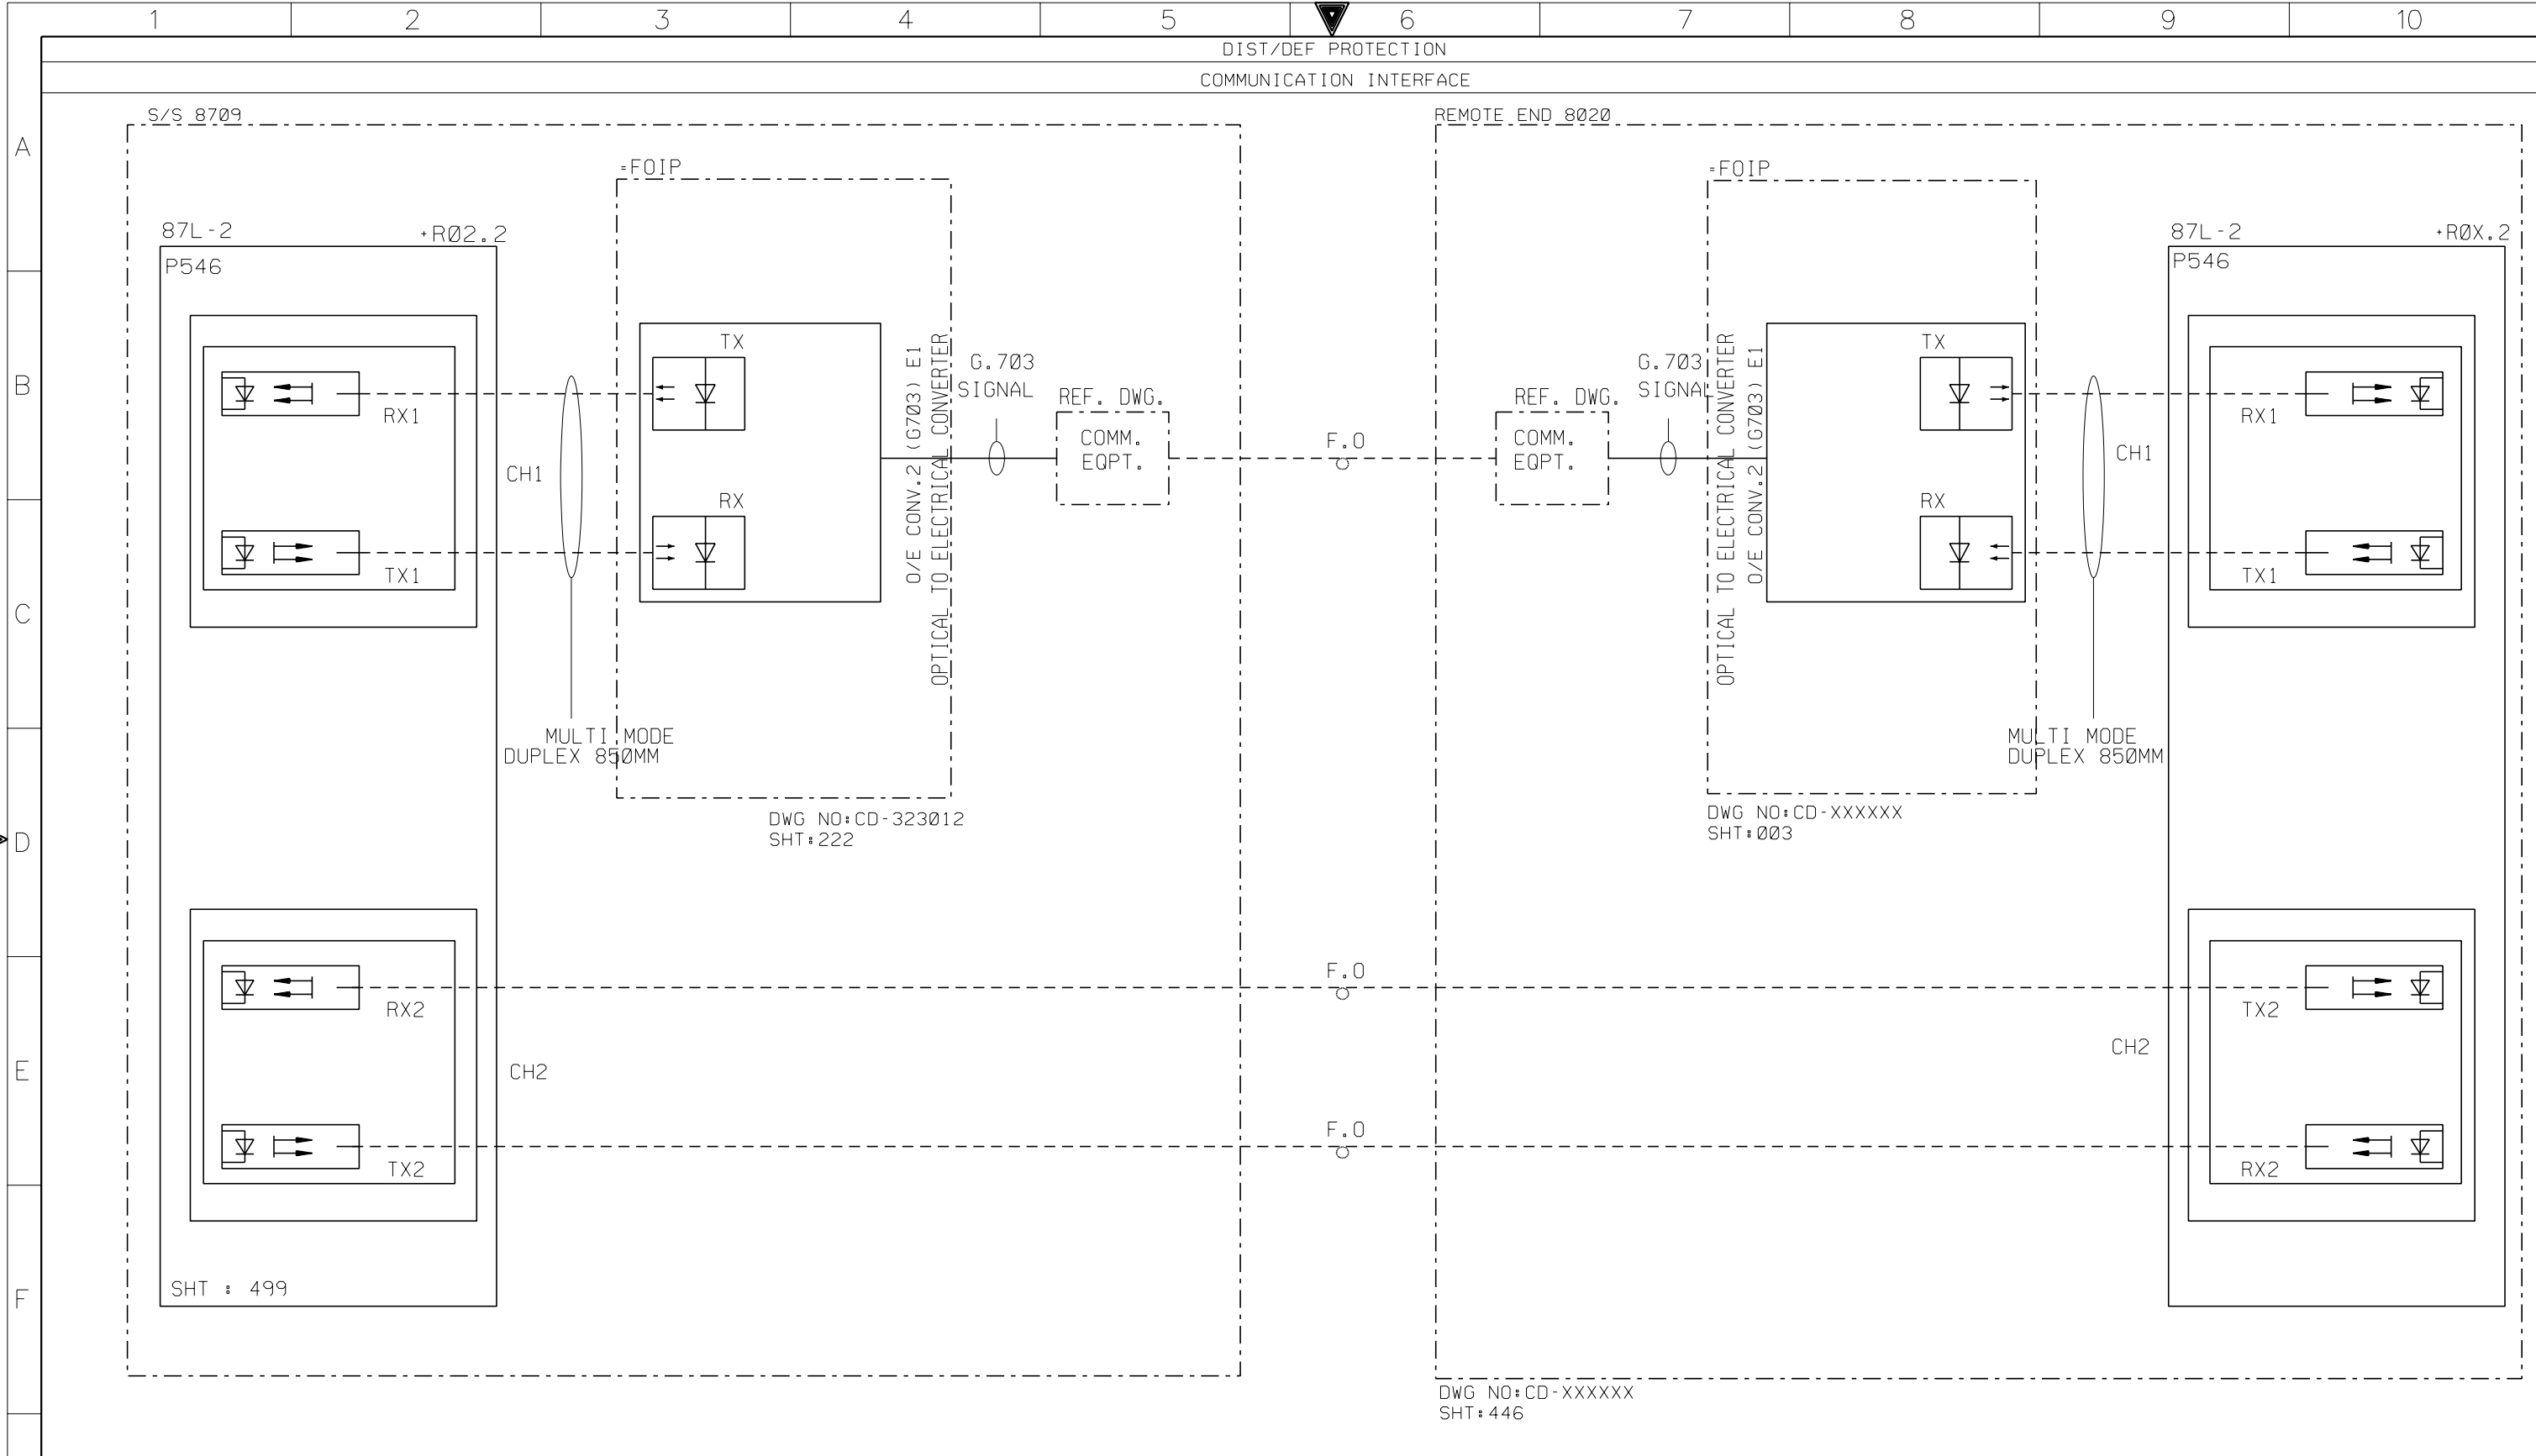 1 2 3 4 5 6 7 8 9 10
DIST/DEF PROTECTION
COMMUNICATION INTERFACE
A
B
C
D
E
F
S/S 8709
=FOIP
87L-2 +RØ2.2
P546
RX1
TX1
CH1
TX
RX
O/E CONV.2 (G7Ø3) E1
OPTICAL TO ELECTRICAL CONVERTER
G.703
SIGNAL
REF. DWG.
COMM.
EQPT.
MULTI MODE
DUPLEX 85ØMM
DWG NO:CD-323012
SHT:222
RX2
TX2
CH2
SHT : 499
F.O
F.O
F.O
REMOTE END 8020
=FOIP
87L-2 +RØX.2
P546
REF. DWG.
COMM.
EQPT.
G.703
SIGNAL
OPTICAL TO ELECTRICAL CONVERTER
O/E CONV.2 (G7Ø3) E1
TX
RX
CH1
RX1
TX1
MULTI MODE
DUPLEX 85ØMM
DWG NO:CD-XXXXXX
SHT:ØØ3
TX2
CH2
RX2
DWG NO:CD-XXXXXX
SHT:446